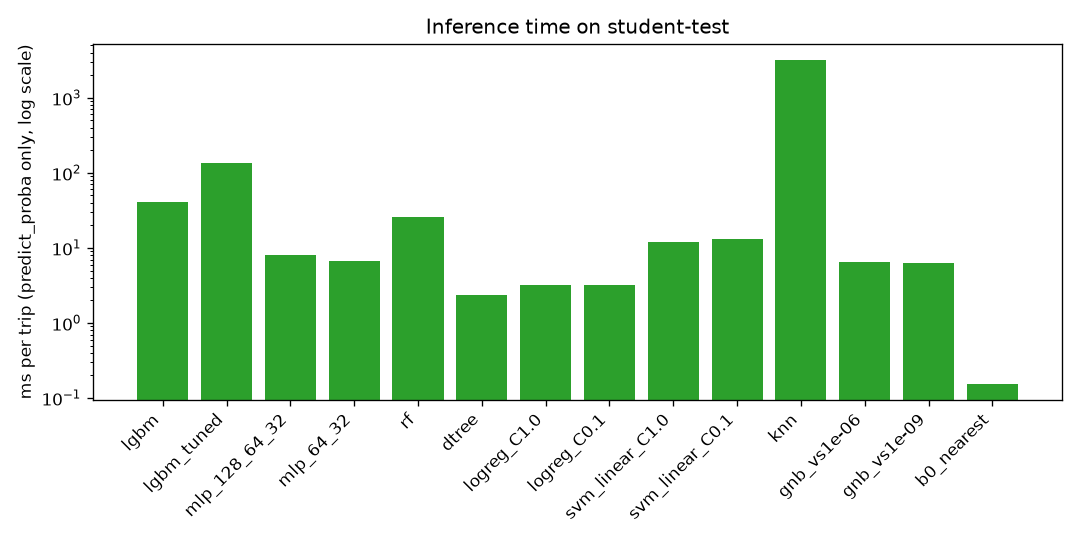 Inference time on student-test
ms per trip (predict_proba only, log scale)
10³
10²
10¹
10⁰
10⁻¹
lgbm
lgbm_tuned
mlp_128_64_32
mlp_64_32
rf
dtree
logreg_C1.0
logreg_C0.1
svm_linear_C1.0
svm_linear_C0.1
knn
gnb_vs1e-06
gnb_vs1e-09
b0_nearest